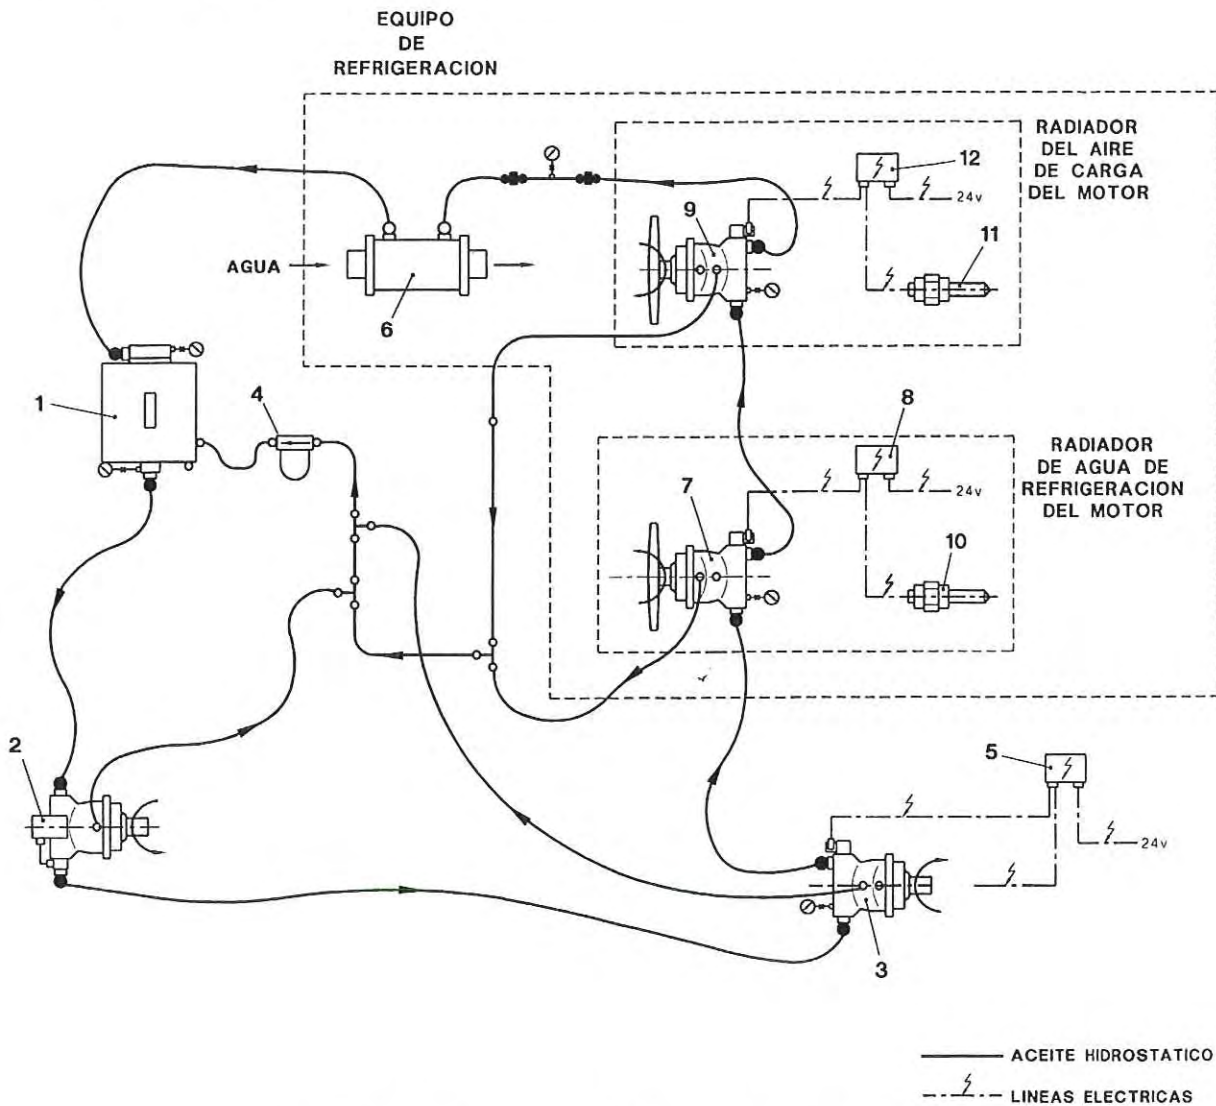 EQUIPO
DE
REFRIGERACION
RADIADOR
DEL AIRE
DE CARGA
DEL MOTOR
12
24v
9
11
AGUA
6
1
4
8
RADIADOR
DE AGUA DE
REFRIGERACION
DEL MOTOR
24v
7
10
2
5
24v
3
ACEITE HIDROSTATICO
LINEAS ELECTRICAS